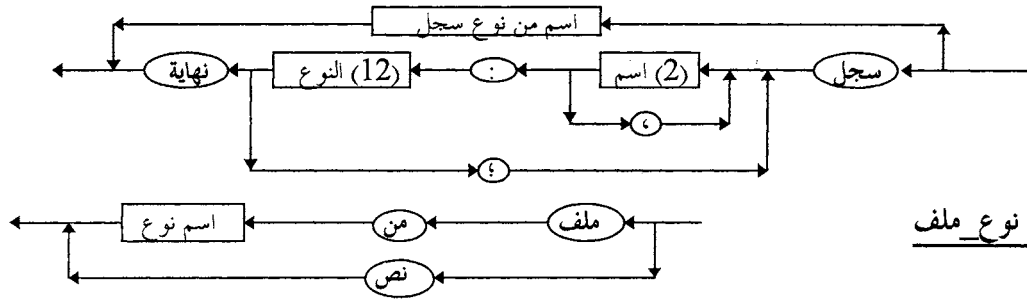 اسم من نوع سجل
سجل (2) اسم : (12) النوع نهاية
،
؛
نوع_ملف
ملف من اسم نوع
نص